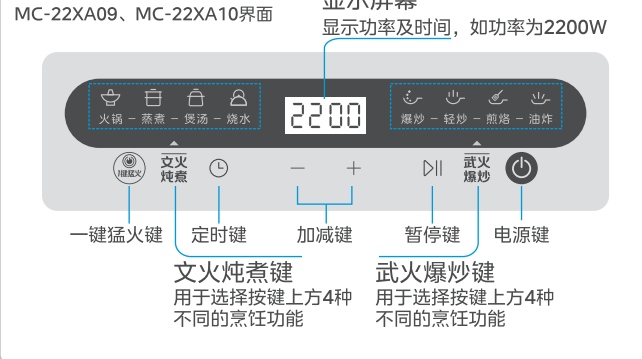 MC-22XA09、MC-22XA10界面
显示屏幕
显示功率及时间，如功率为2200W
火锅 – 蒸煮 – 煲汤 – 烧水
2200
爆炒 – 轻炒 – 煎烙 – 油炸
1键猛火
文火
炖煮
武火
爆炒
一键猛火键
定时键
加减键
暂停键
电源键
文火炖煮键
用于选择按键上方4种
不同的烹饪功能
武火爆炒键
用于选择按键上方4种
不同的烹饪功能